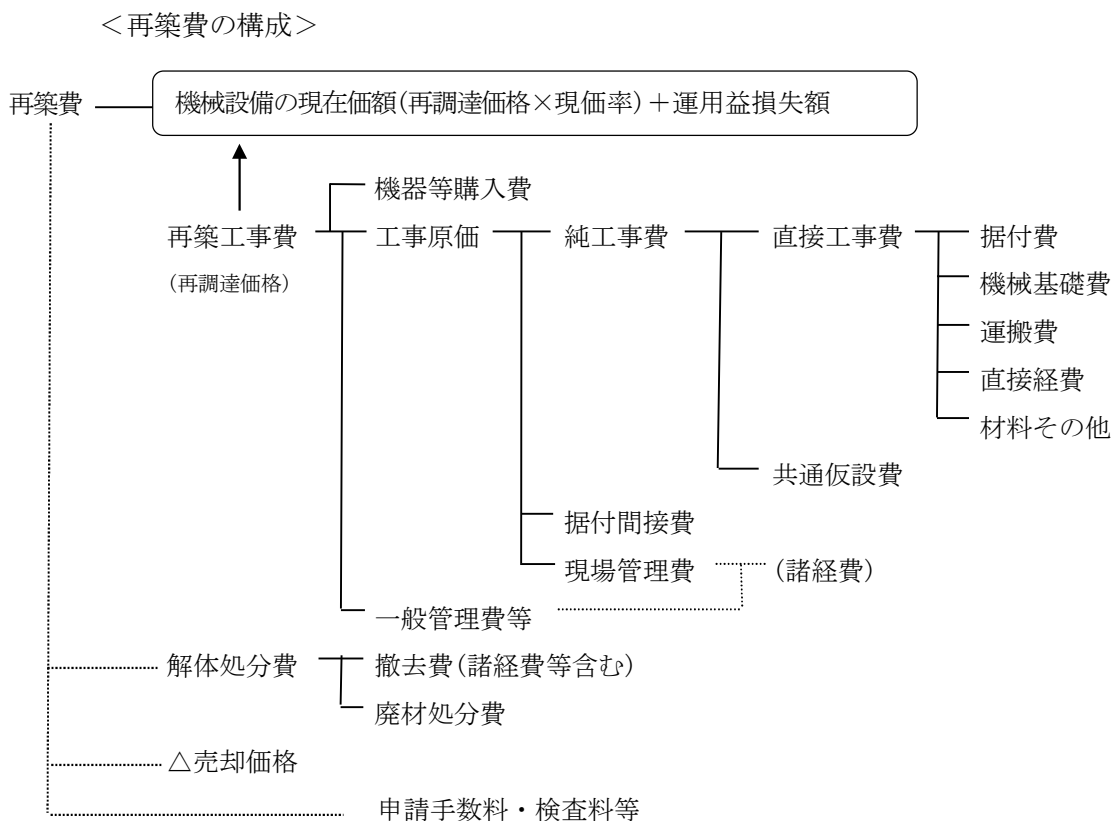 ＜再築費の構成＞
再築費
機械設備の現在価額(再調達価格×現価率)＋運用益損失額
機器等購入費
再築工事費 工事原価 純工事費 直接工事費 据付費
(再調達価格)
機械基礎費
運搬費
直接経費
材料その他
共通仮設費
据付間接費
現場管理費 (諸経費)
一般管理費等
解体処分費 撤去費(諸経費等含む)
廃材処分費
△売却価格
申請手数料・検査料等